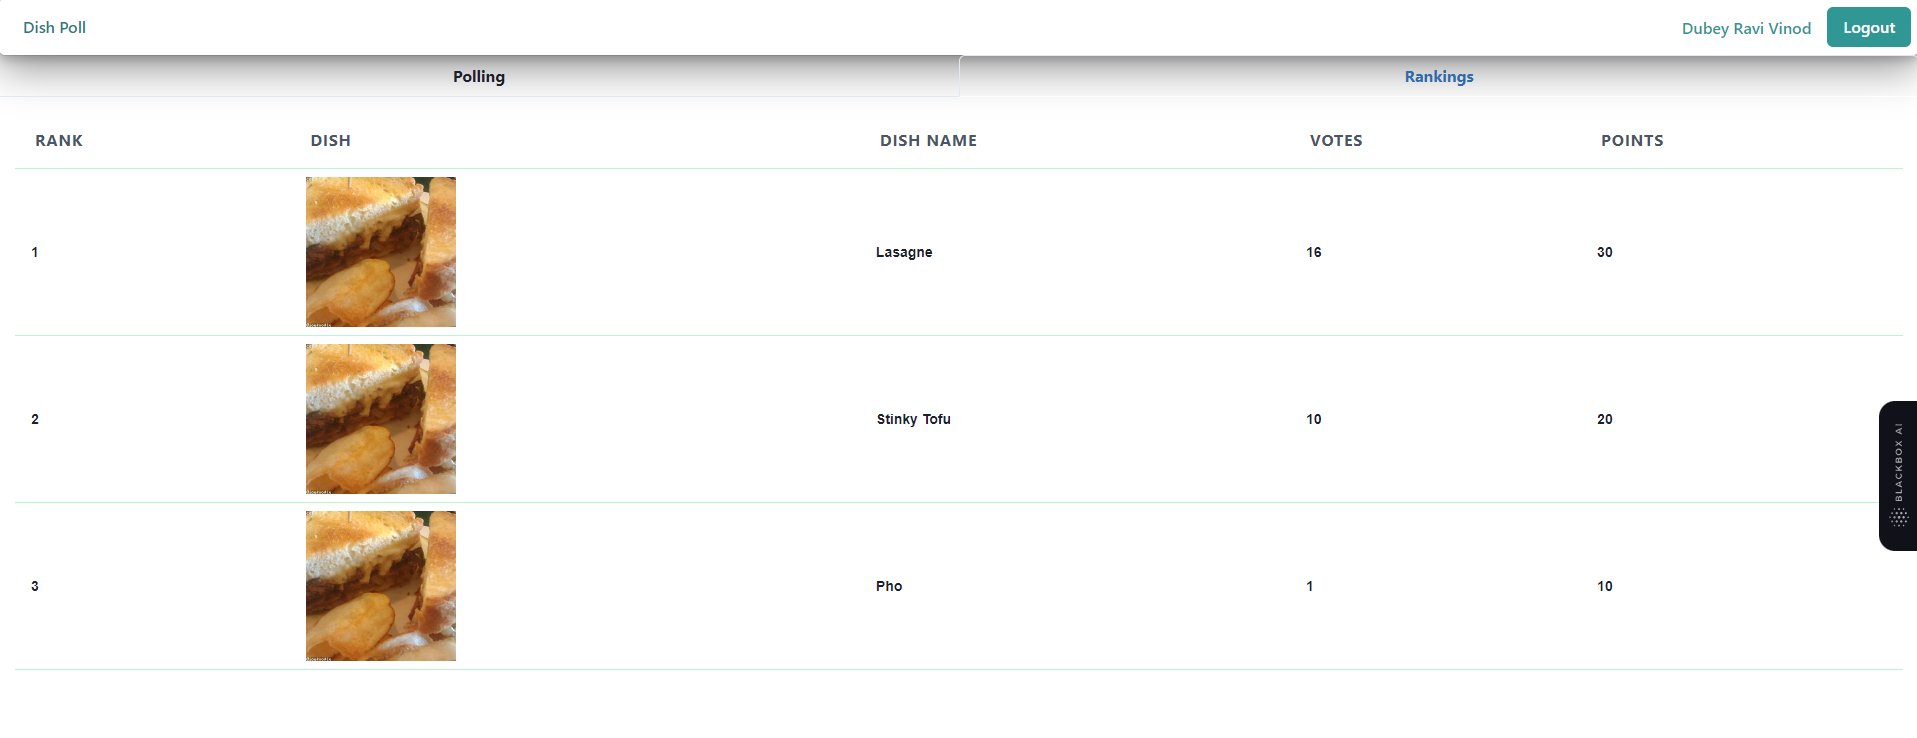 Dish Poll
Dubey Ravi Vinod
Logout
Polling
Rankings
RANK DISH DISH NAME VOTES POINTS
1 Lasagne 16 30
2 Stinky Tofu 10 20
3 Pho 1 10
BLACKBOX AI